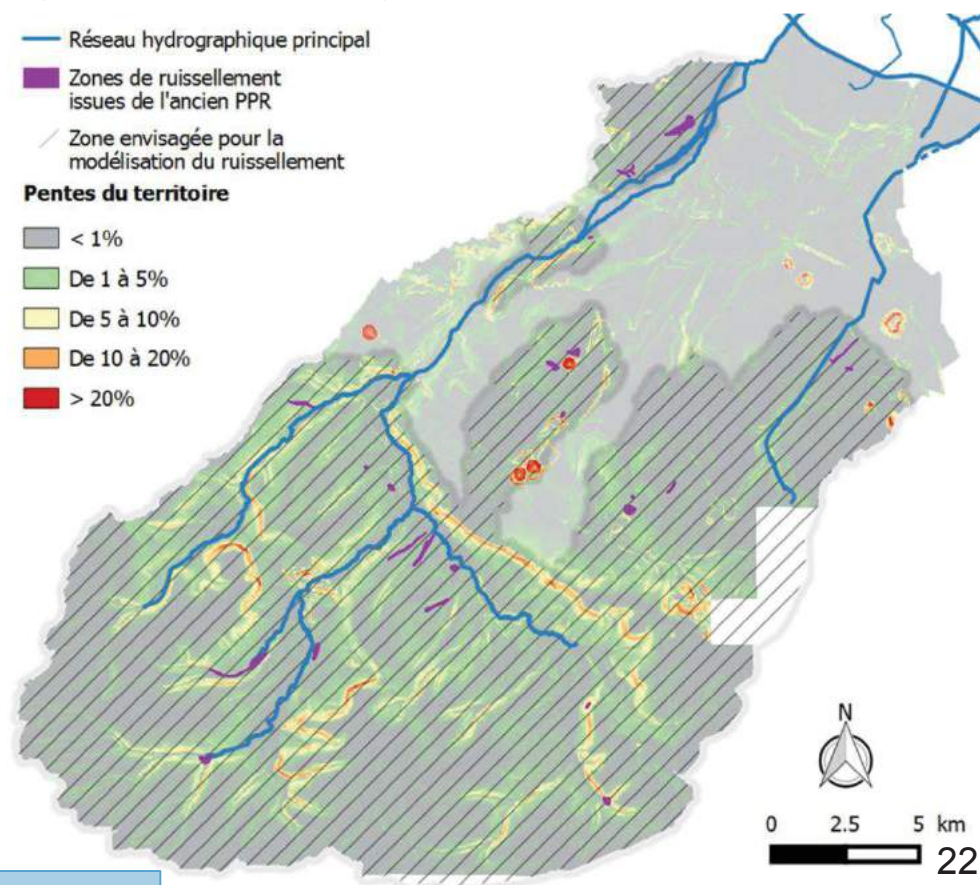 Réseau hydrographique principal
Zones de ruissellement
issues de l'ancien PPR
Zone envisagée pour la
modélisation du ruissellement
Pentes du territoire
< 1%
De 1 à 5%
De 5 à 10%
De 10 à 20%
> 20%
N
0 2.5 5 km
22